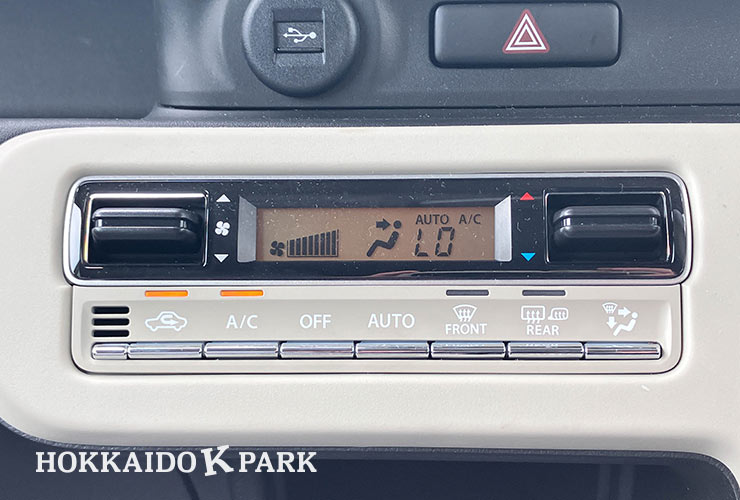 AUTO A/C
LO
A/C OFF AUTO FRONT REAR
HOKKAIDO K PARK